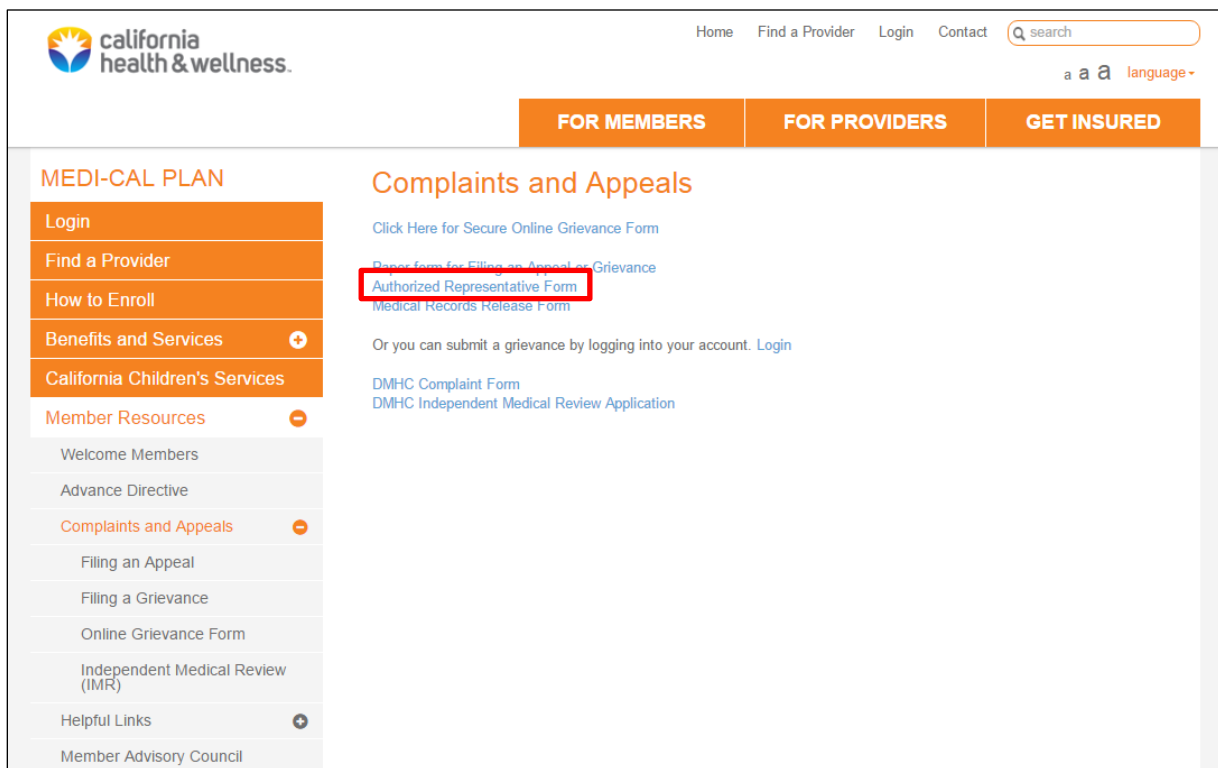 california
health & wellness.
Home Find a Provider Login Contact search
a a a language
FOR MEMBERS FOR PROVIDERS GET INSURED
MEDI-CAL PLAN
Login
Find a Provider
How to Enroll
Benefits and Services
California Children's Services
Member Resources
Welcome Members
Advance Directive
Complaints and Appeals
Filing an Appeal
Filing a Grievance
Online Grievance Form
Independent Medical Review
(IMR)
Helpful Links
Member Advisory Council
Complaints and Appeals
Click Here for Secure Online Grievance Form
Paper form for Filing an Appeal or Grievance
Authorized Representative Form
Medical Records Release Form
Or you can submit a grievance by logging into your account. Login
DMHC Complaint Form
DMHC Independent Medical Review Application